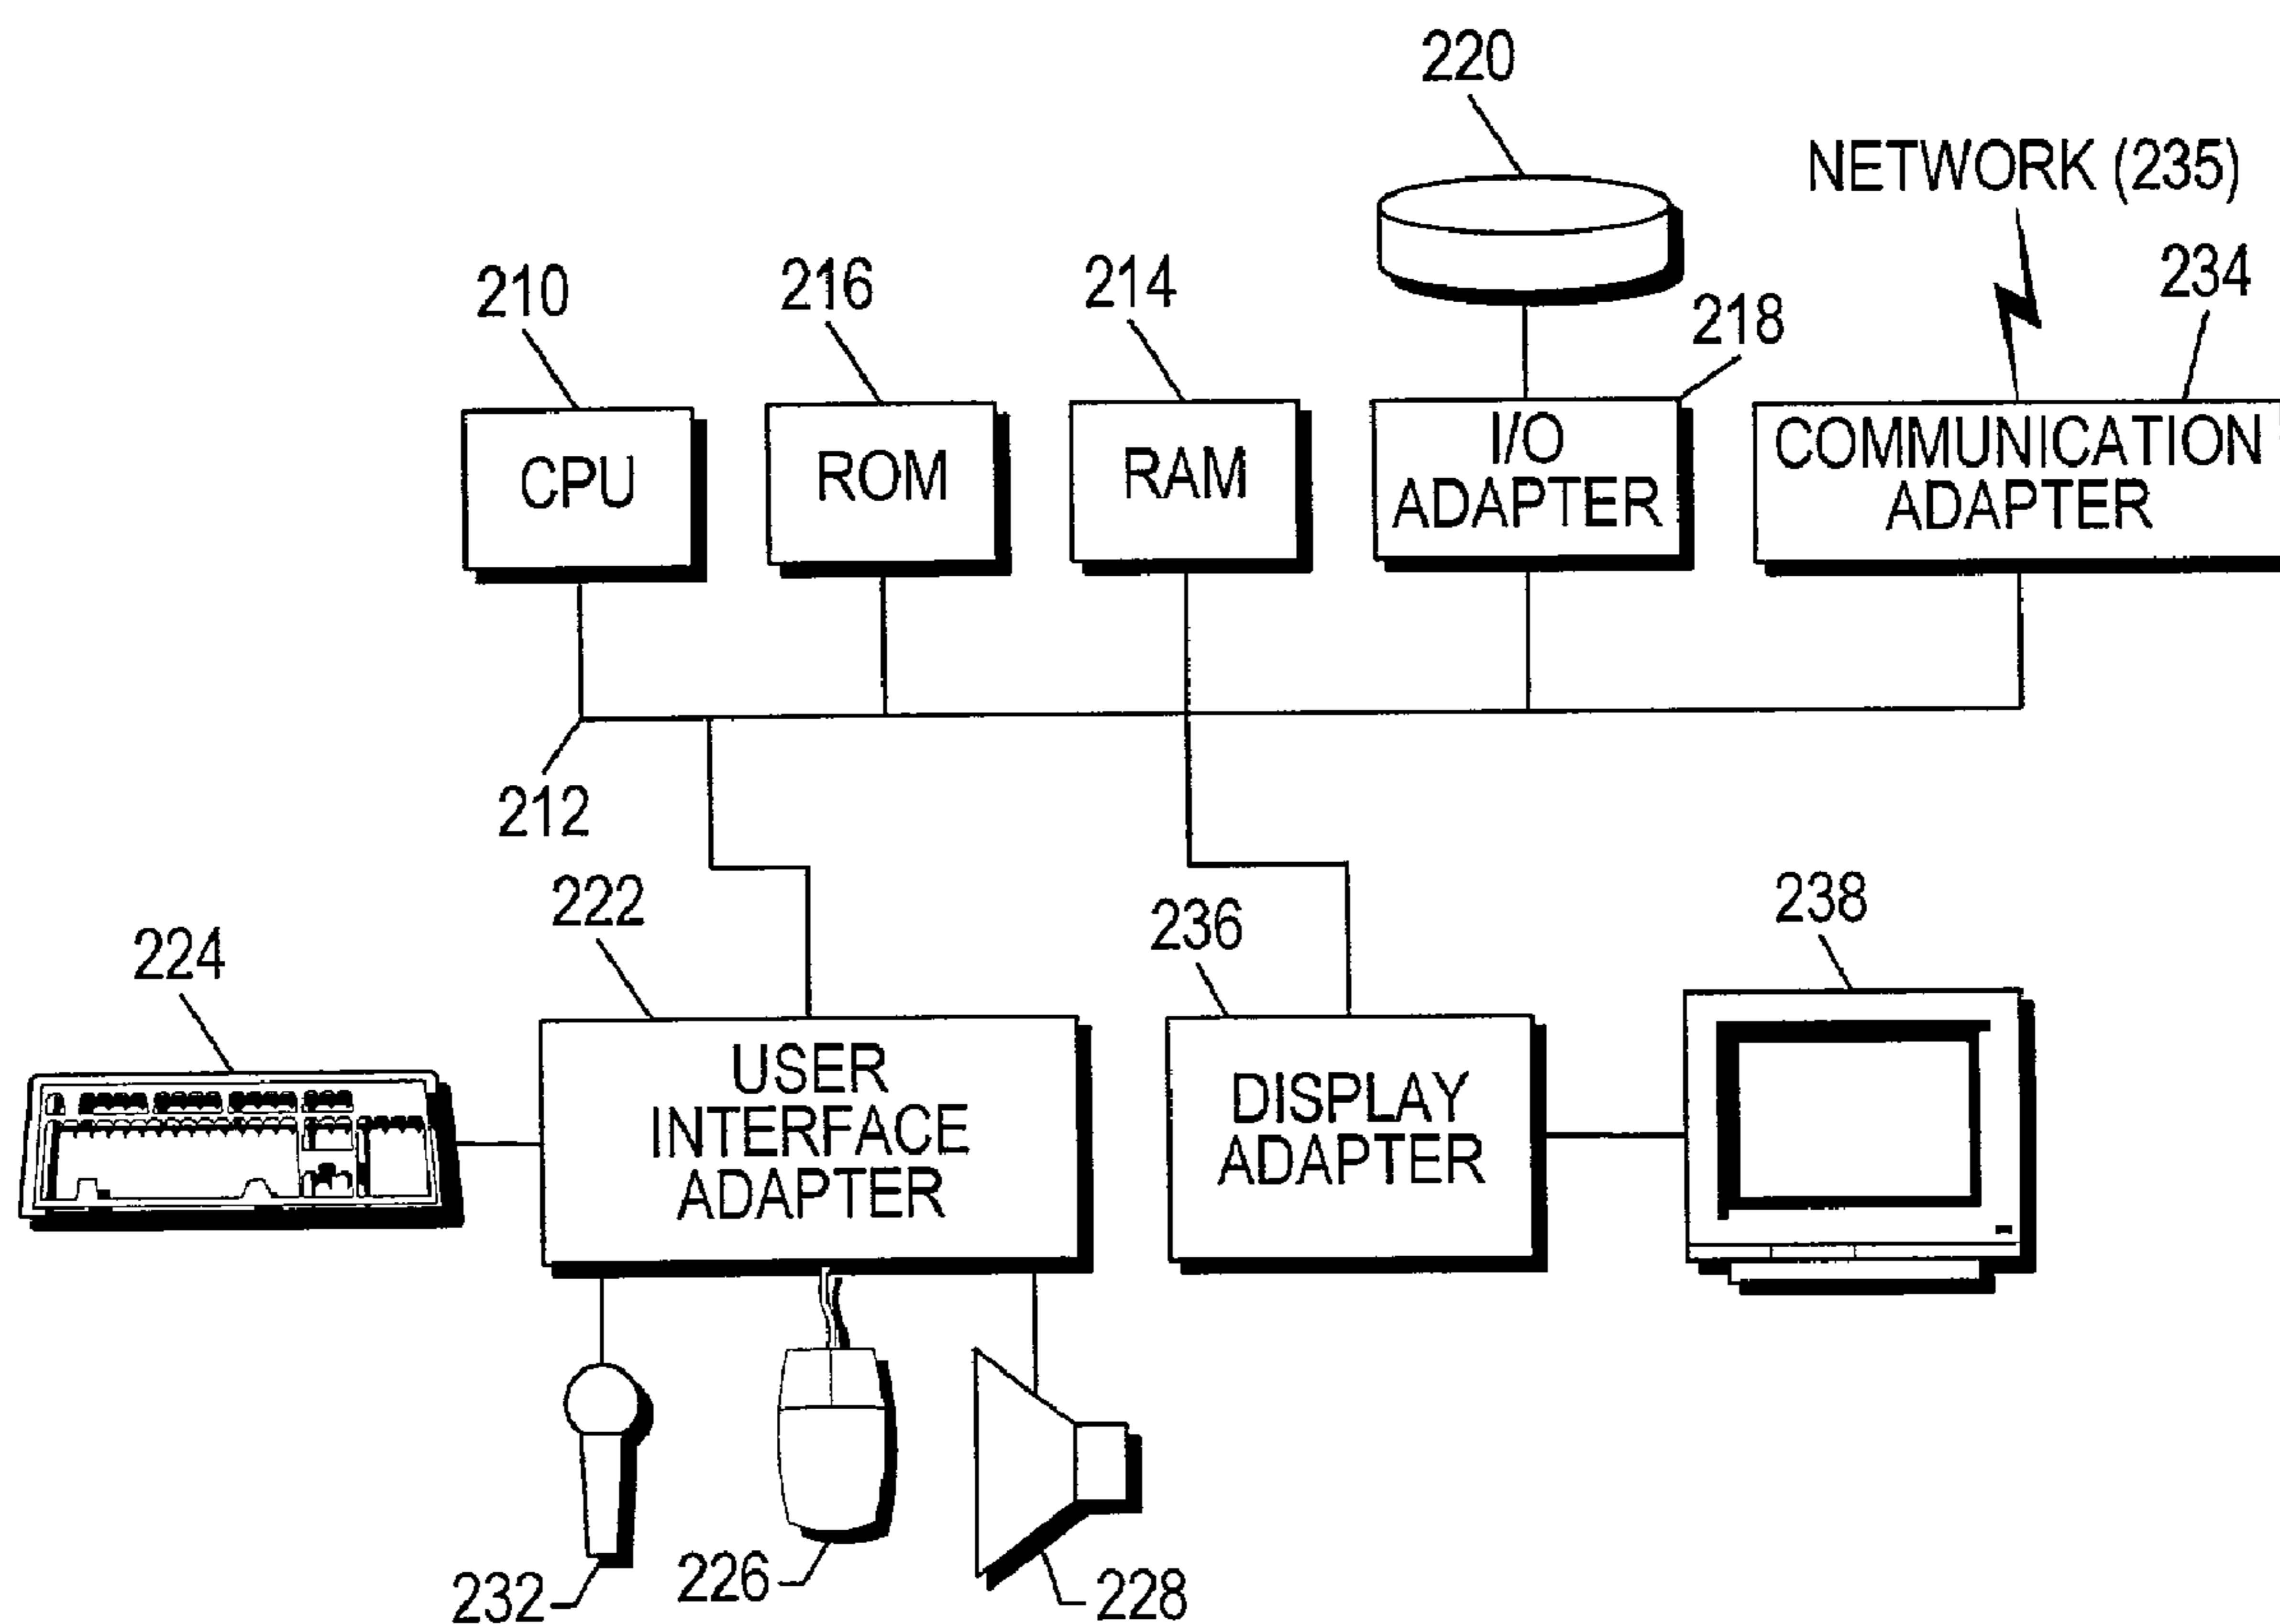 220
NETWORK (235)
210
216
214
218
234
CPU
ROM
RAM
I/O
ADAPTER
COMMUNICATION
ADAPTER
212
222
236
238
224
USER
INTERFACE
ADAPTER
DISPLAY
ADAPTER
232
226
228